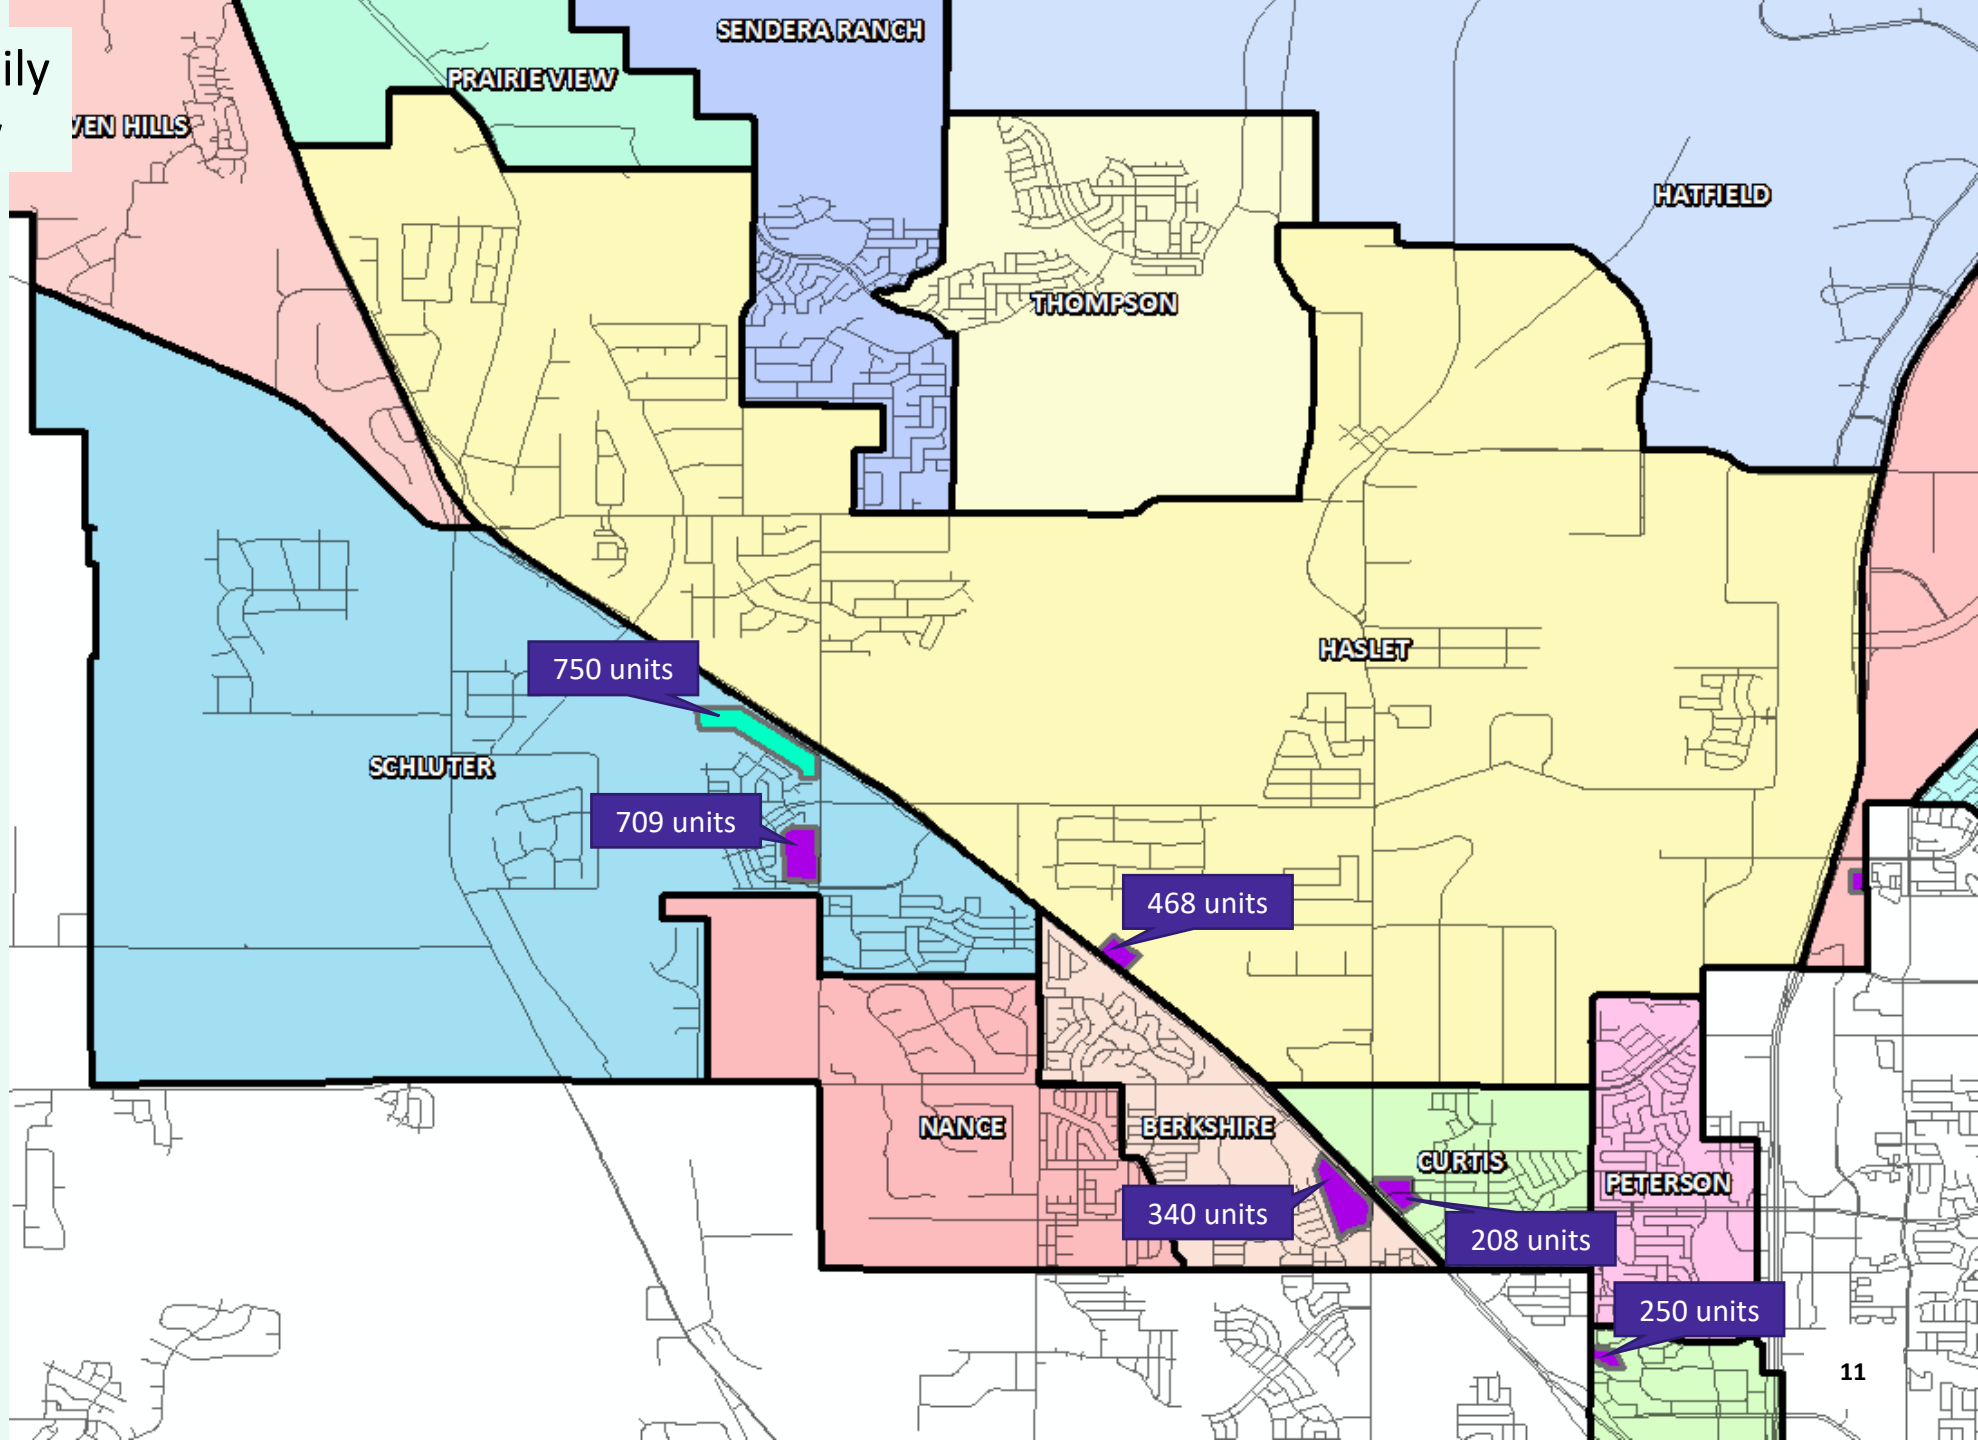 SENDERA RANCH
ily
PRAIRIE VIEW
VEN HILLS
HATFIELD
THOMPSON
HASLET
750 units
SCHLUTER
709 units
468 units
NANCE
BERKSHIRE
CURTIS
PETERSON
340 units
208 units
250 units
11